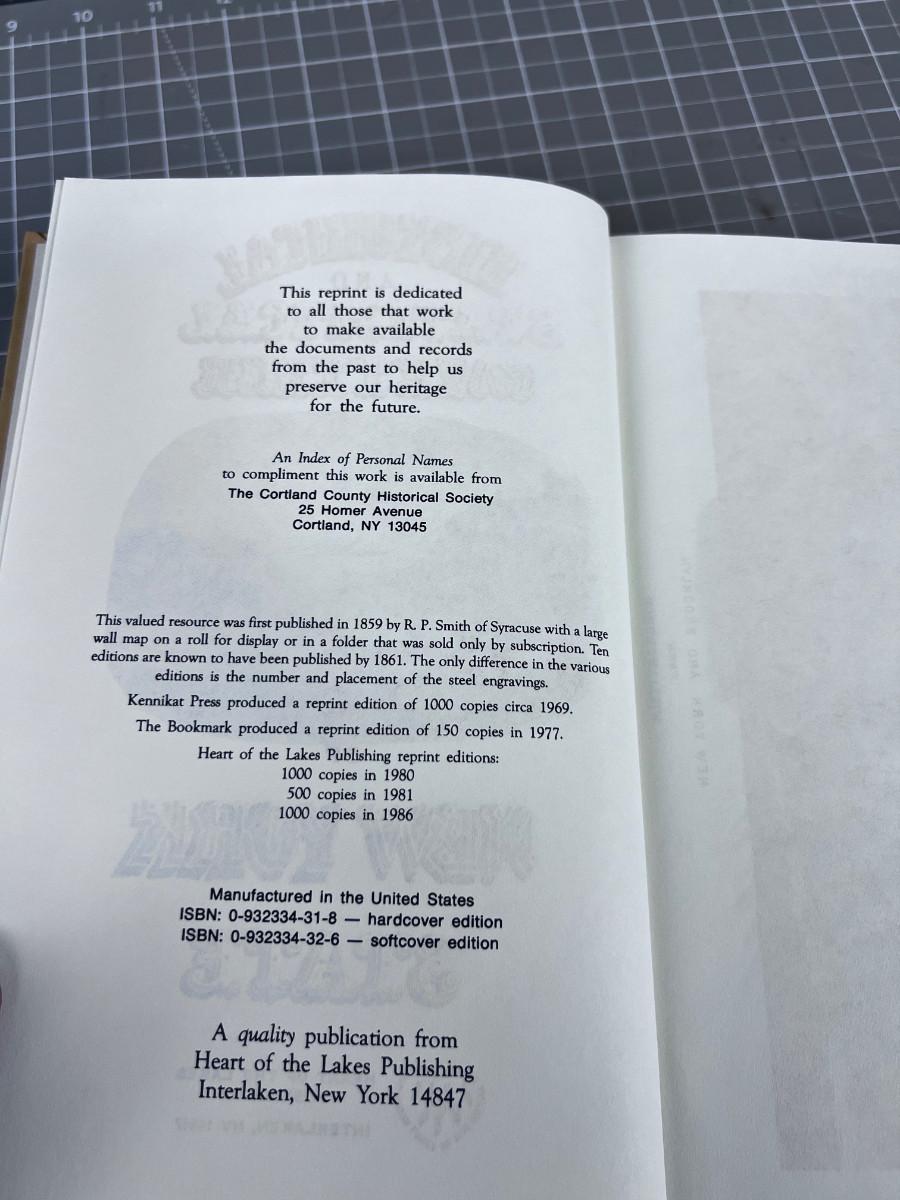 9 10 11
This reprint is dedicated
to all those that work
to make available
the documents and records
from the past to help us
preserve our heritage
for the future.
An Index of Personal Names
to compliment this work is available from
The Cortland County Historical Society
25 Homer Avenue
Cortland, NY 13045
This valued resource was first published in 1859 by R. P. Smith of Syracuse with a large
wall map on a roll for display or in a folder that was sold only by subscription. Ten
editions are known to have been published by 1861. The only difference in the various
editions is the number and placement of the steel engravings.
Kennikat Press produced a reprint edition of 1000 copies circa 1969.
The Bookmark produced a reprint edition of 150 copies in 1977.
Heart of the Lakes Publishing reprint editions:
1000 copies in 1980
500 copies in 1981
1000 copies in 1986
Manufactured in the United States
ISBN: 0-932334-31-8 — hardcover edition
ISBN: 0-932334-32-6 — softcover edition
A quality publication from
Heart of the Lakes Publishing
Interlaken, New York 14847